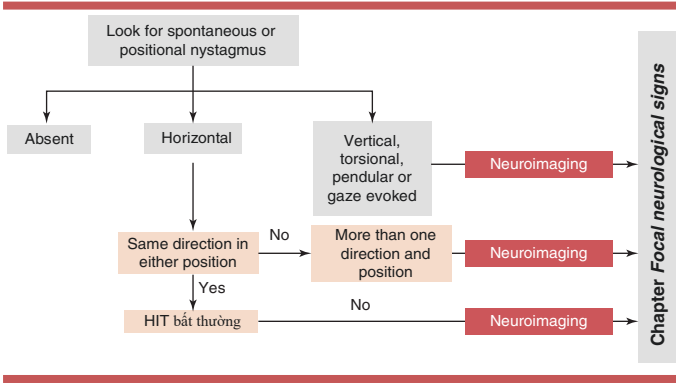 Look for spontaneous or
positional nystagmus
Absent
Horizontal
Vertical,
torsional,
pendular or
gaze evoked
Neuroimaging
Same direction in
either position
No
More than one
direction and
position
Neuroimaging
Yes
HIT bất thường
No
Neuroimaging
Chapter Focal neurological signs